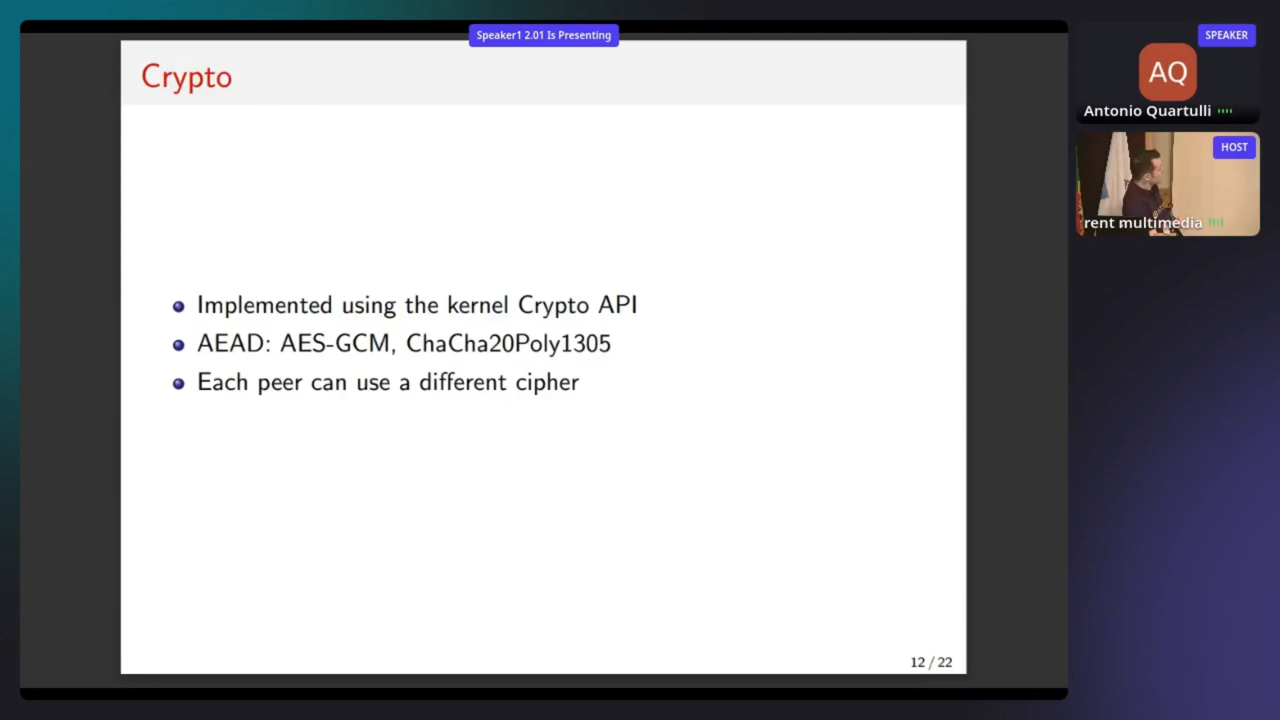 Speaker1 2.01 Is Presenting
Crypto
Implemented using the kernel Crypto API
AEAD: AES-GCM, ChaCha20Poly1305
Each peer can use a different cipher
12 / 22
SPEAKER
AQ
Antonio Quartulli
HOST
rent multimedia